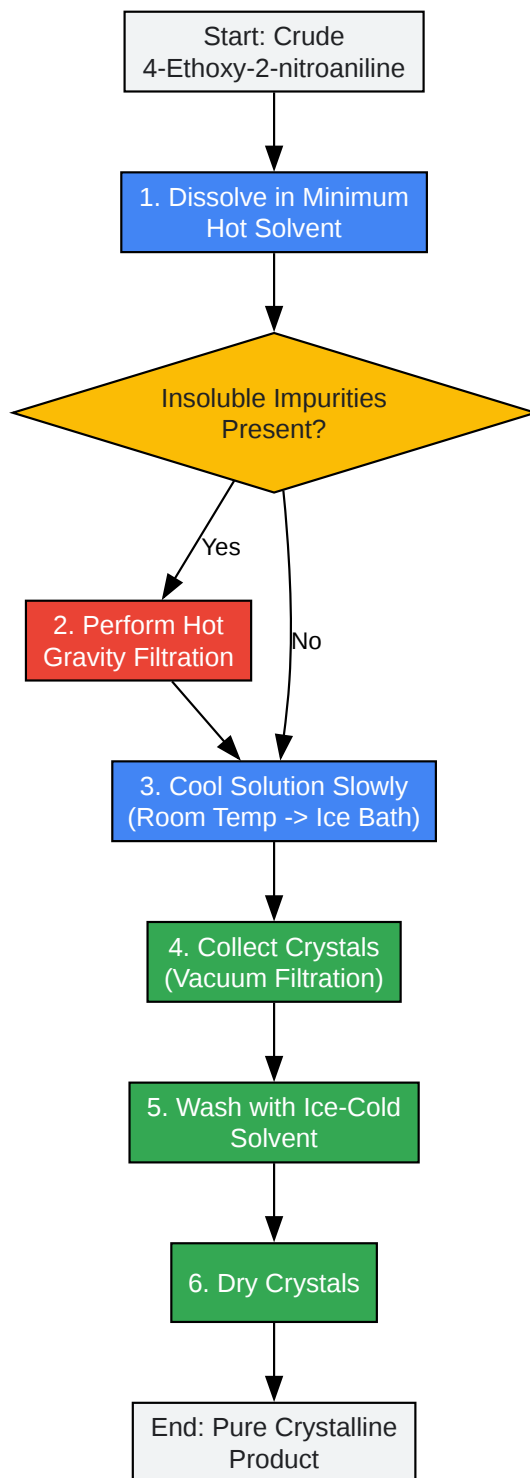 Start: Crude
4-Ethoxy-2-nitroaniline
1. Dissolve in Minimum
Hot Solvent
Insoluble Impurities
Present?
Yes
2. Perform Hot
Gravity Filtration
No
3. Cool Solution Slowly
(Room Temp -> Ice Bath)
4. Collect Crystals
(Vacuum Filtration)
5. Wash with Ice-Cold
Solvent
6. Dry Crystals
End: Pure Crystalline
Product